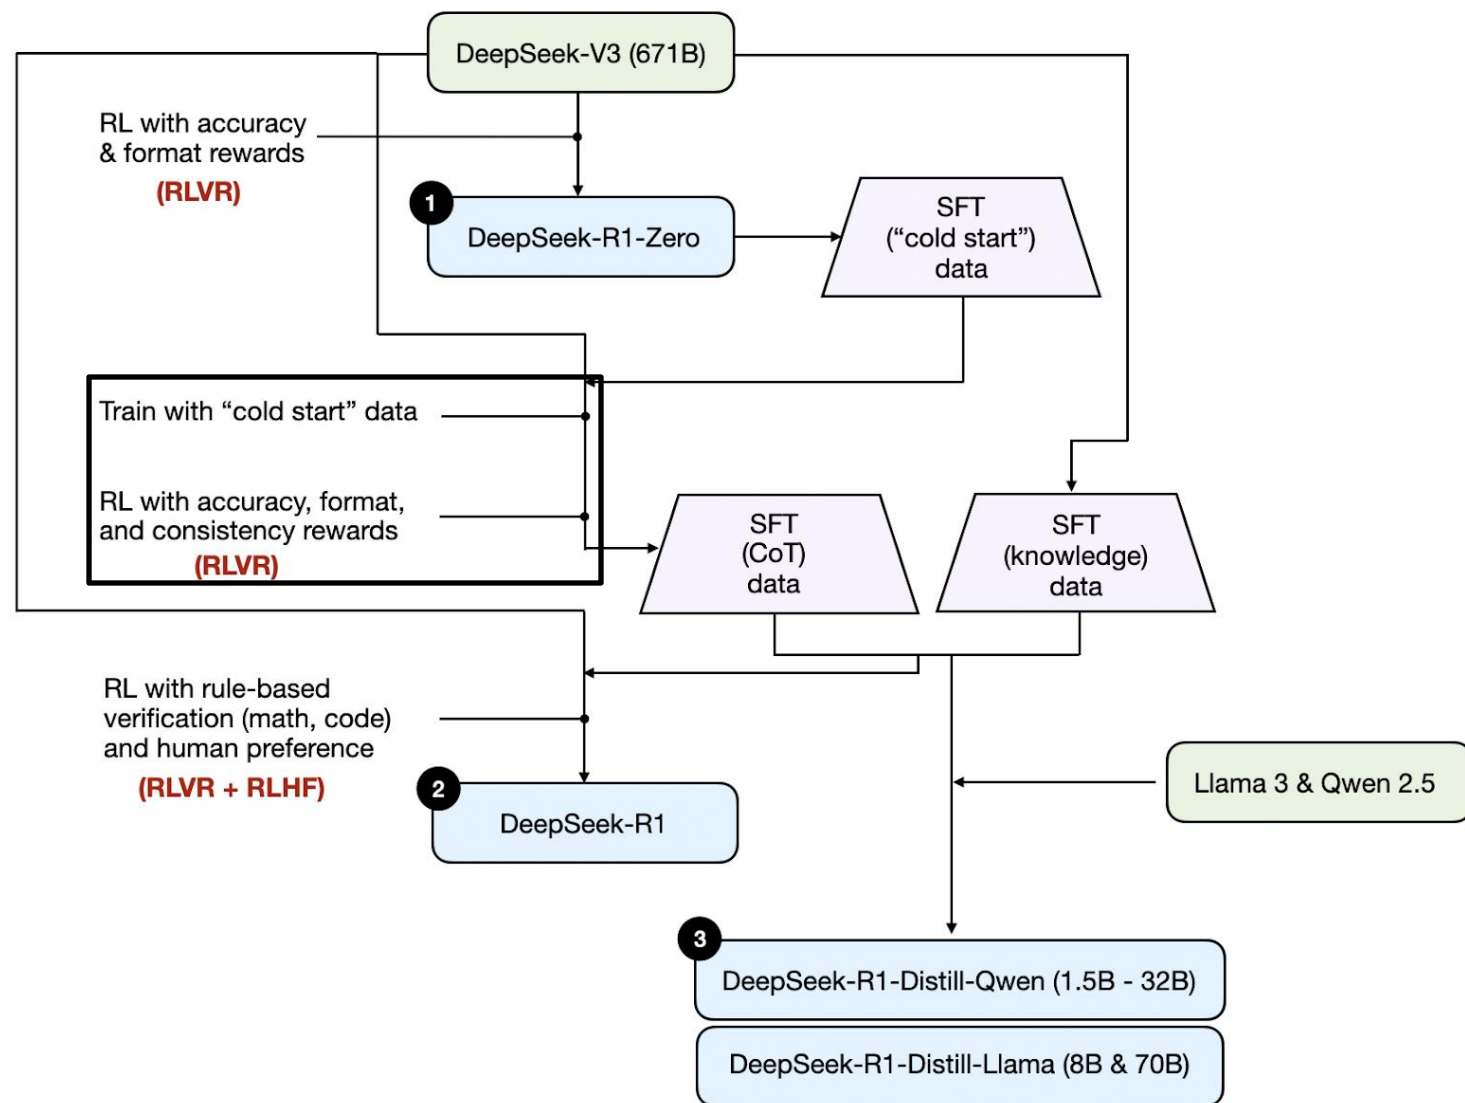 DeepSeek-V3 (671B)
RL with accuracy
& format rewards
(RLVR)
1
DeepSeek-R1-Zero
SFT
(“cold start”)
data
Train with “cold start” data
RL with accuracy, format,
and consistency rewards
(RLVR)
SFT
(CoT)
data
SFT
(knowledge)
data
RL with rule-based
verification (math, code)
and human preference
(RLVR + RLHF)
2
DeepSeek-R1
Llama 3 & Qwen 2.5
3
DeepSeek-R1-Distill-Qwen (1.5B - 32B)
DeepSeek-R1-Distill-Llama (8B & 70B)